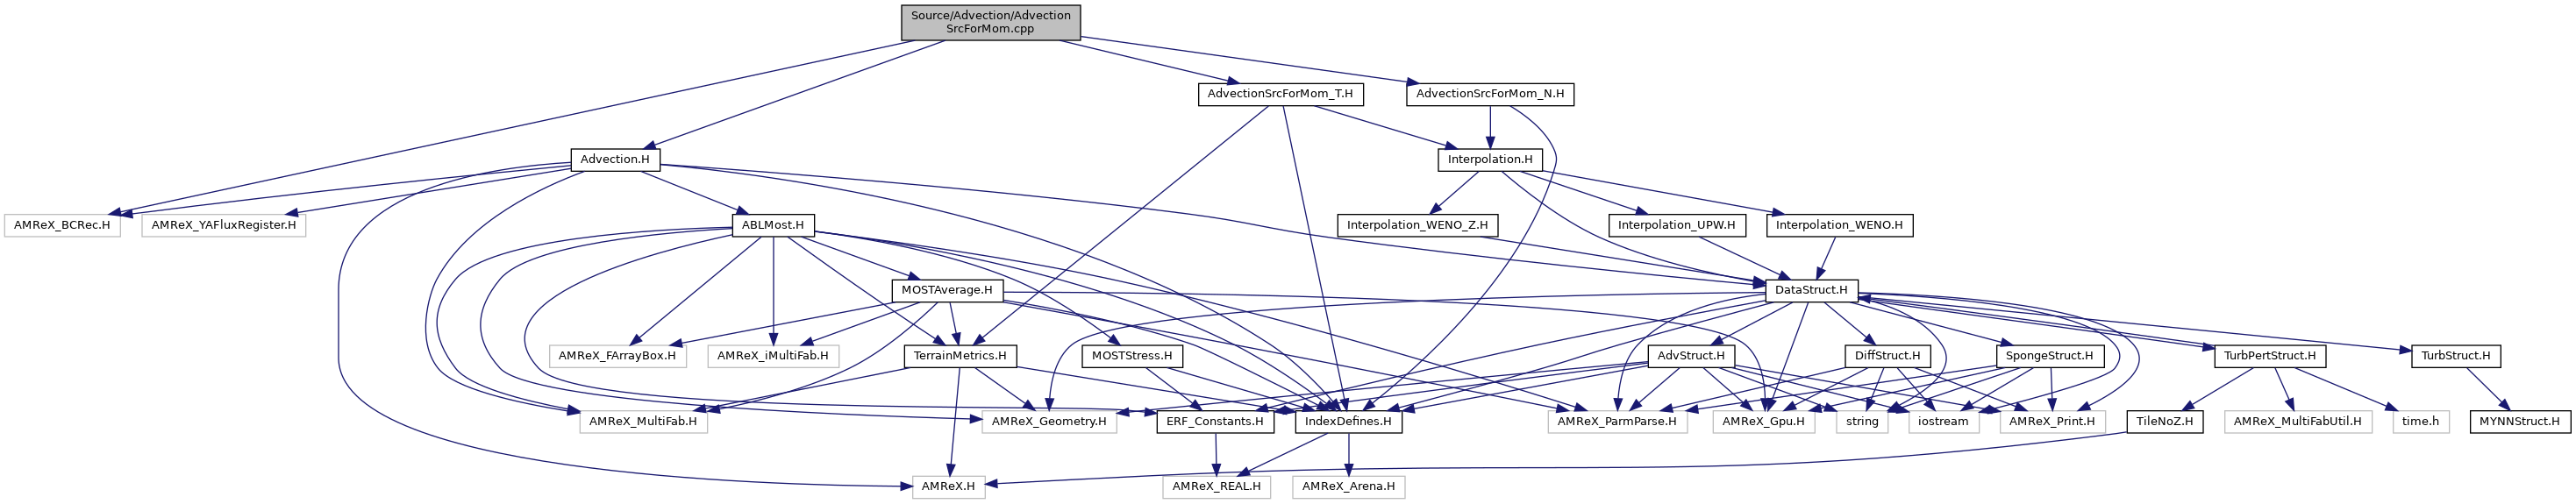 Source/Advection/Advection
SrcForMom.cpp
AdvectionSrcForMom_T.H
AdvectionSrcForMom_N.H
Advection.H
Interpolation.H
AMReX_BCRec.H
AMReX_YAFluxRegister.H
ABLMost.H
Interpolation_WENO_Z.H
Interpolation_UPW.H
Interpolation_WENO.H
MOSTAverage.H
DataStruct.H
AMReX_FArrayBox.H
AMReX_iMultiFab.H
TerrainMetrics.H
MOSTStress.H
AdvStruct.H
DiffStruct.H
SpongeStruct.H
TurbPertStruct.H
TurbStruct.H
AMReX_MultiFab.H
AMReX_Geometry.H
ERF_Constants.H
IndexDefines.H
AMReX_ParmParse.H
AMReX_Gpu.H
string
iostream
AMReX_Print.H
TileNoZ.H
AMReX_MultiFabUtil.H
time.h
MYNNStruct.H
AMReX.H
AMReX_REAL.H
AMReX_Arena.H